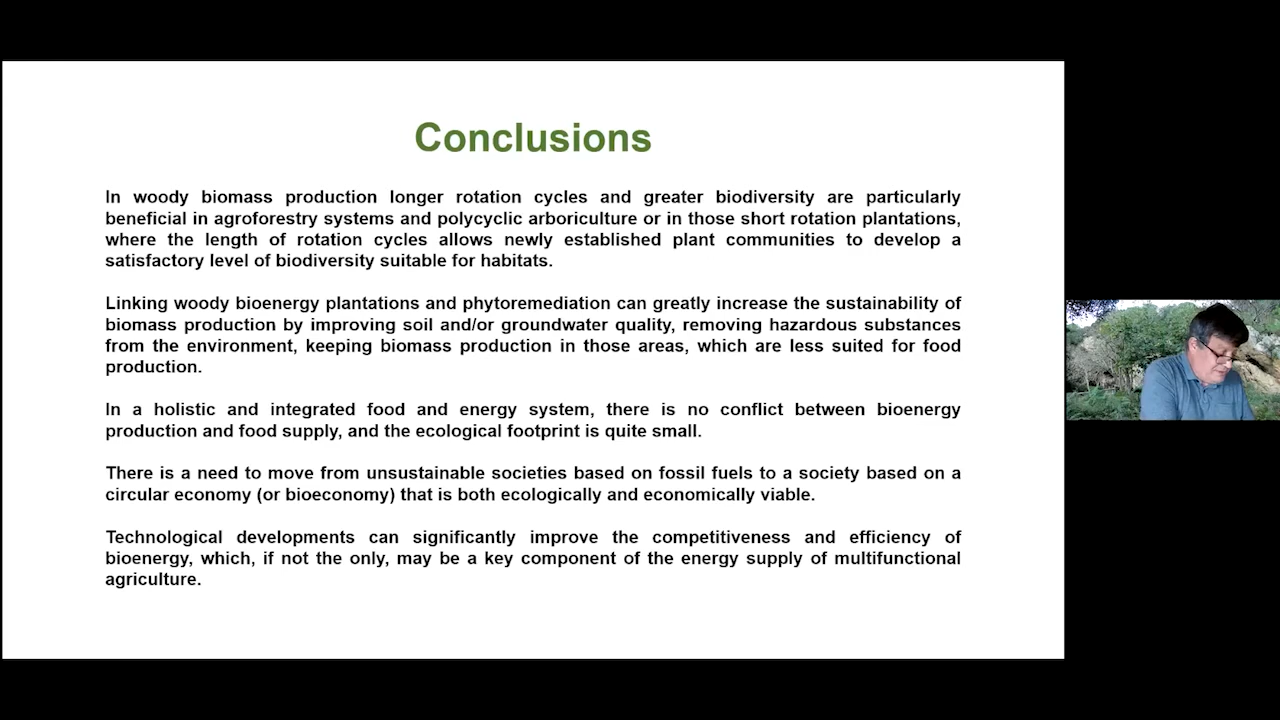 Conclusions
In woody biomass production longer rotation cycles and greater biodiversity are particularly
beneficial in agroforestry systems and polycyclic arboriculture or in those short rotation plantations,
where the length of rotation cycles allows newly established plant communities to develop a
satisfactory level of biodiversity suitable for habitats.
Linking woody bioenergy plantations and phytoremediation can greatly increase the sustainability of
biomass production by improving soil and/or groundwater quality, removing hazardous substances
from the environment, keeping biomass production in those areas, which are less suited for food
production.
In a holistic and integrated food and energy system, there is no conflict between bioenergy
production and food supply, and the ecological footprint is quite small.
There is a need to move from unsustainable societies based on fossil fuels to a society based on a
circular economy (or bioeconomy) that is both ecologically and economically viable.
Technological developments can significantly improve the competitiveness and efficiency of
bioenergy, which, if not the only, may be a key component of the energy supply of multifunctional
agriculture.